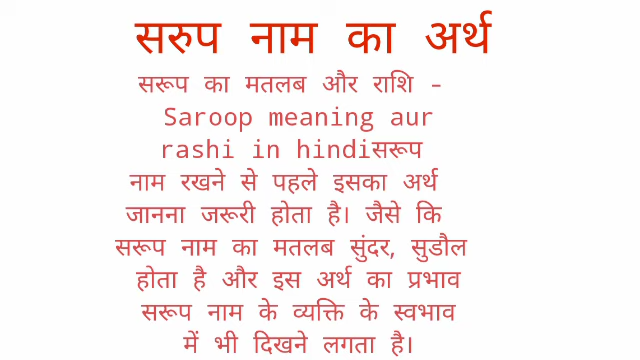 सरुप नाम का अर्थ
सरूप का मतलब और राशि -
Saroop meaning aur
rashi in hindiसरूप
नाम रखने से पहले इसका अर्थ
जानना जरूरी होता है। जैसे कि
सरूप नाम का मतलब सुंदर, सुडौल
होता है और इस अर्थ का प्रभाव
सरूप नाम के व्यक्ति के स्वभाव
में भी दिखने लगता है।